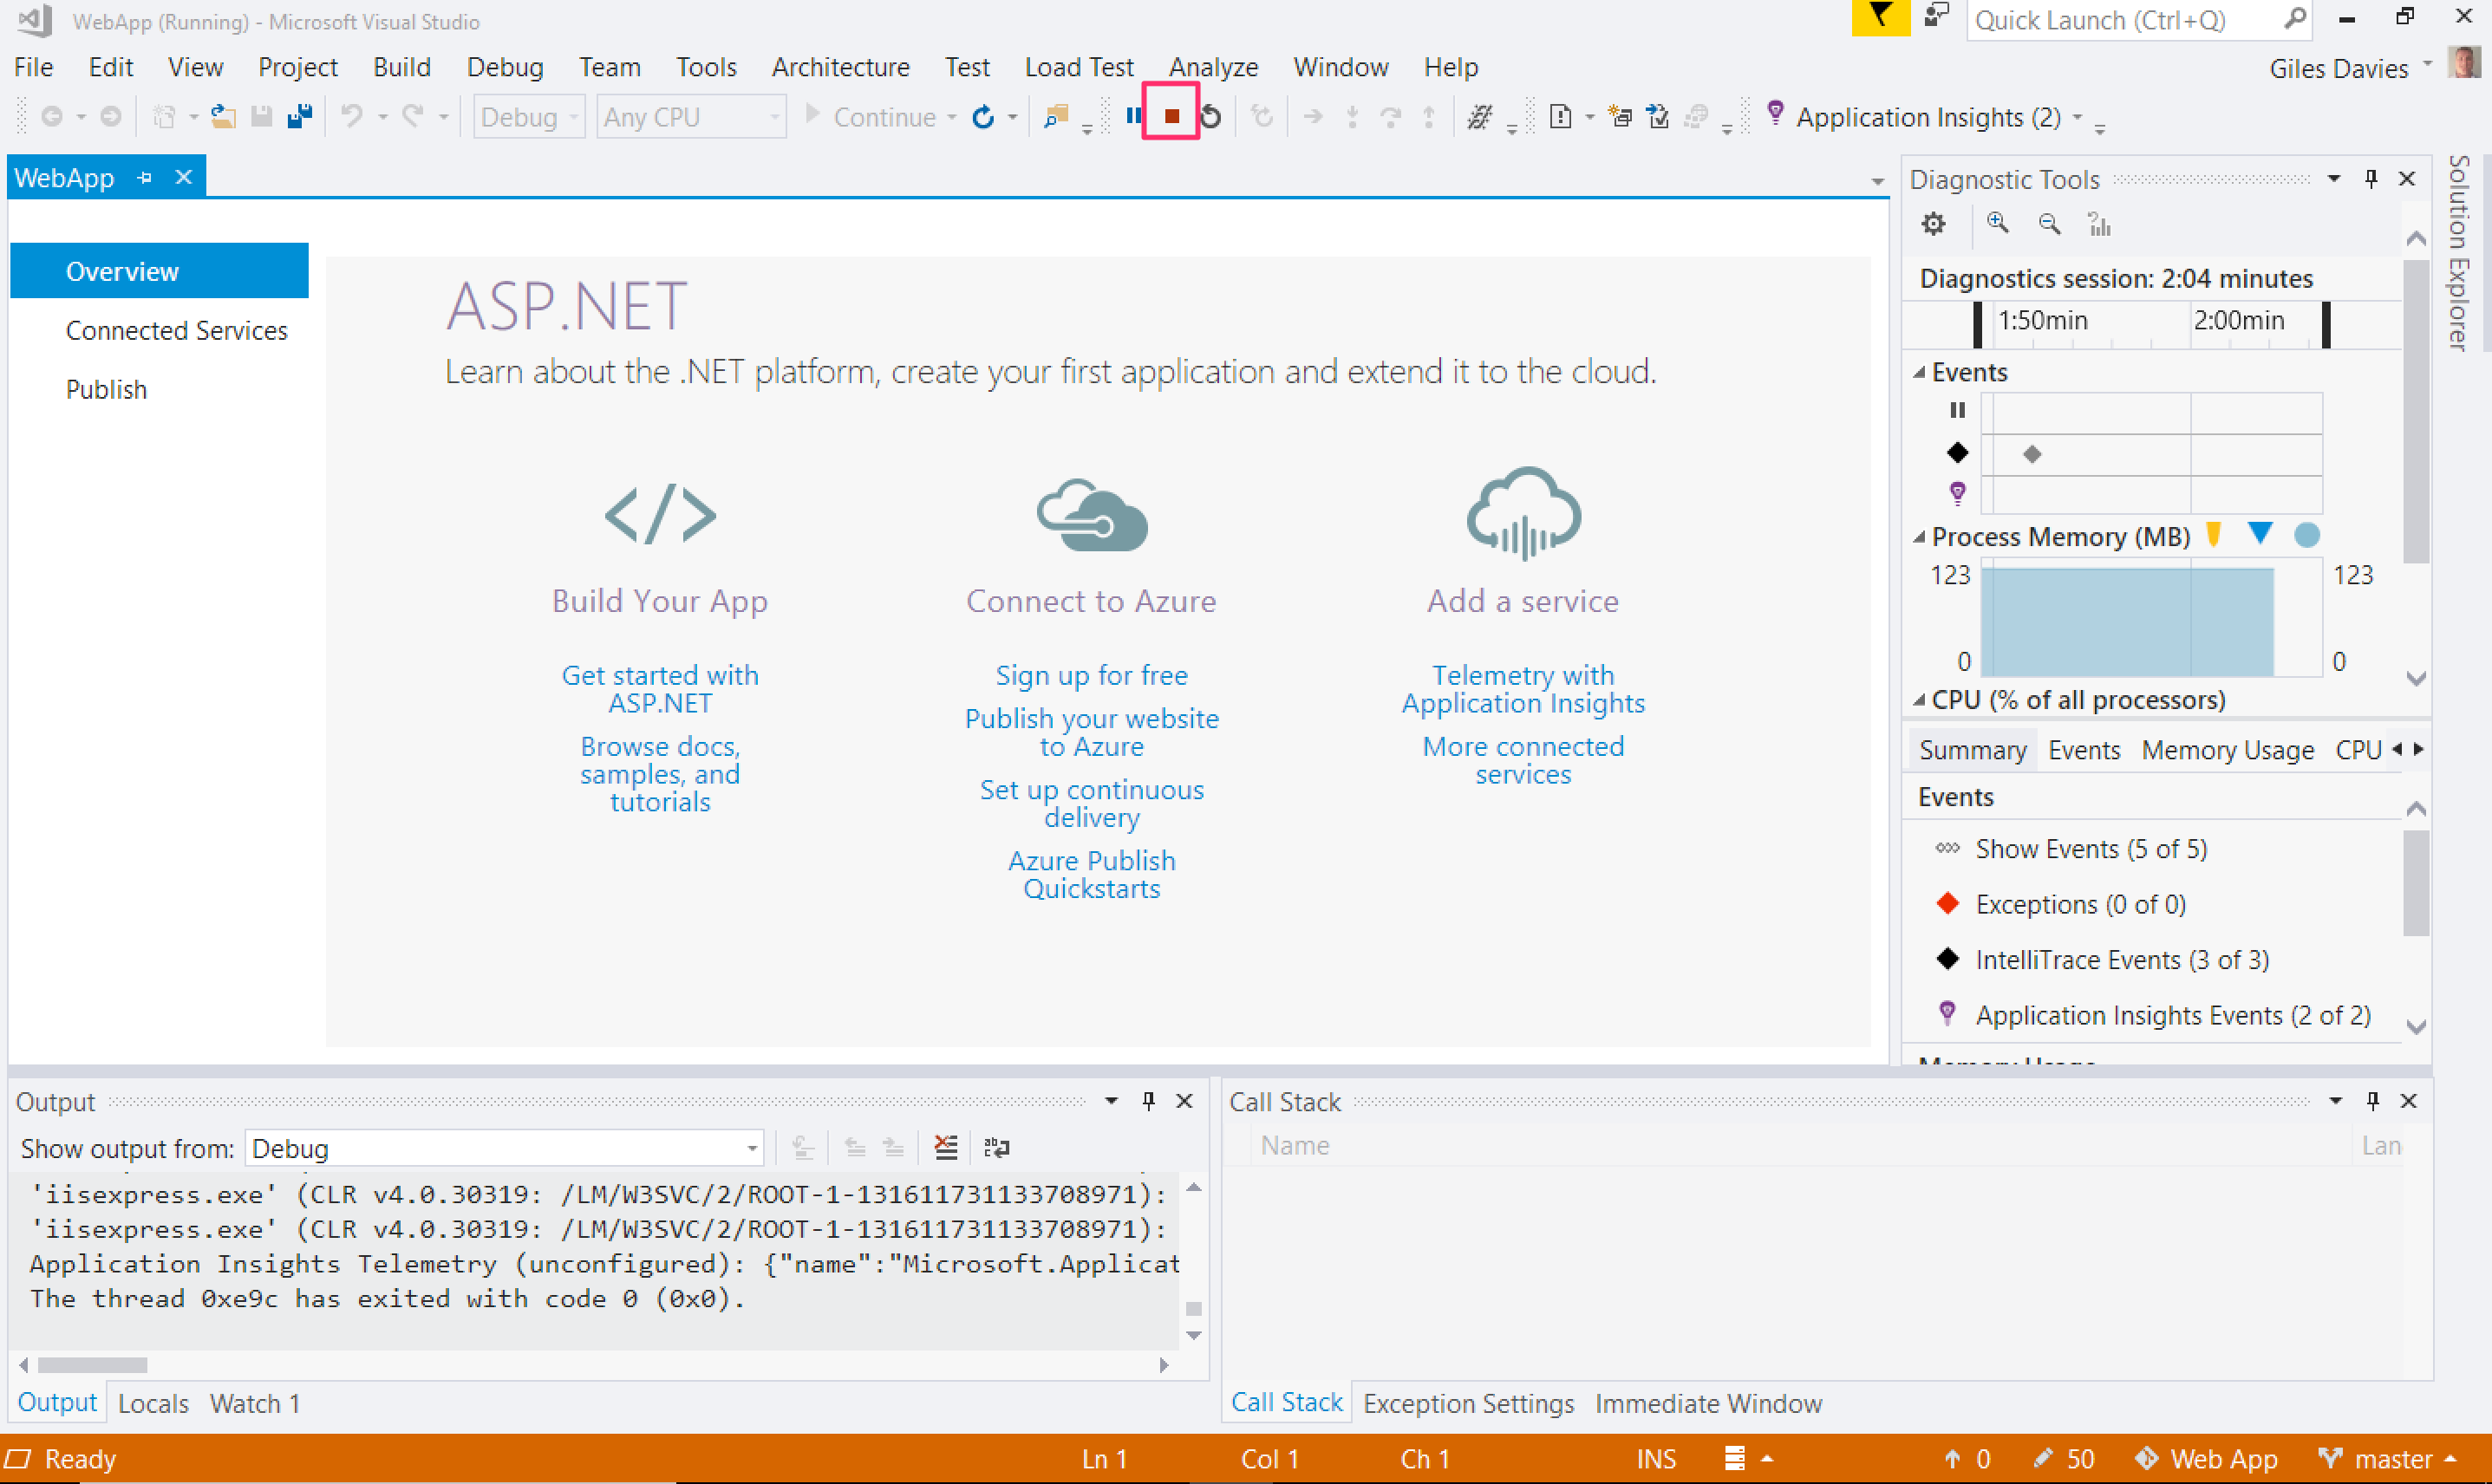 WebApp (Running) - Microsoft Visual Studio
Quick Launch (Ctrl+Q)
File Edit View Project Build Debug Team Tools Architecture Test Load Test Analyze Window Help
Giles Davies
Debug Any CPU Continue Application Insights (2)
WebApp
Overview
Connected Services
Publish
ASP.NET
Learn about the .NET platform, create your first application and extend it to the cloud.
Build Your App
Get started with
ASP.NET
Browse docs,
samples, and
tutorials
Connect to Azure
Sign up for free
Publish your website
to Azure
Set up continuous
delivery
Azure Publish
Quickstarts
Add a service
Telemetry with
Application Insights
More connected
services
Diagnostic Tools
Diagnostics session: 2:04 minutes
1:50min 2:00min
Events
Process Memory (MB)
123 123
0 0
CPU (% of all processors)
Summary Events Memory Usage CPU
Events
Show Events (5 of 5)
Exceptions (0 of 0)
IntelliTrace Events (3 of 3)
Application Insights Events (2 of 2)
Memory Usage
Solution Explorer
Output
Show output from: Debug
'iisexpress.exe' (CLR v4.0.30319: /LM/W3SVC/2/ROOT-1-131611731133708971):
'iisexpress.exe' (CLR v4.0.30319: /LM/W3SVC/2/ROOT-1-131611731133708971):
Application Insights Telemetry (unconfigured): {"name":"Microsoft.Applicat
The thread 0xe9c has exited with code 0 (0x0).
Output Locals Watch 1
Call Stack
Name Lan
Call Stack Exception Settings Immediate Window
Ready Ln 1 Col 1 Ch 1 INS 0 50 Web App master